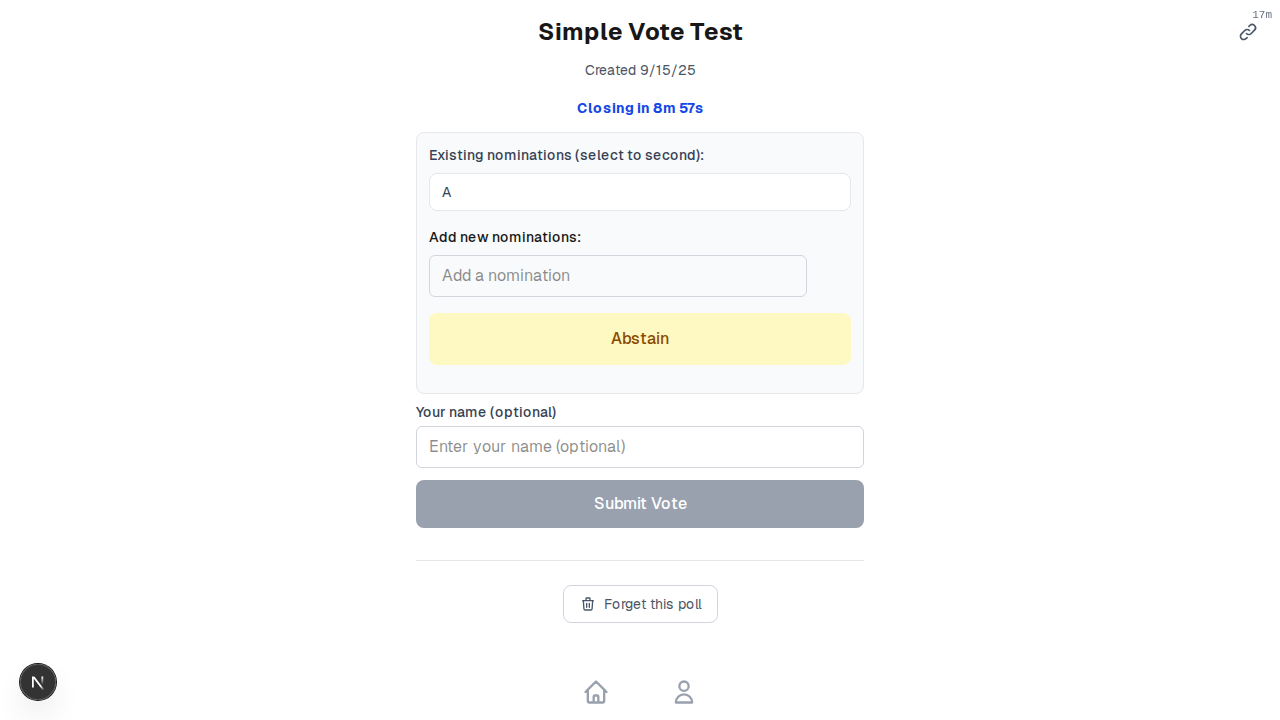 17m
Simple Vote Test
Created 9/15/25
Closing in 8m 57s
Existing nominations (select to second):
A
Add new nominations:
Add a nomination
Abstain
Your name (optional)
Enter your name (optional)
Submit Vote
Forget this poll
N